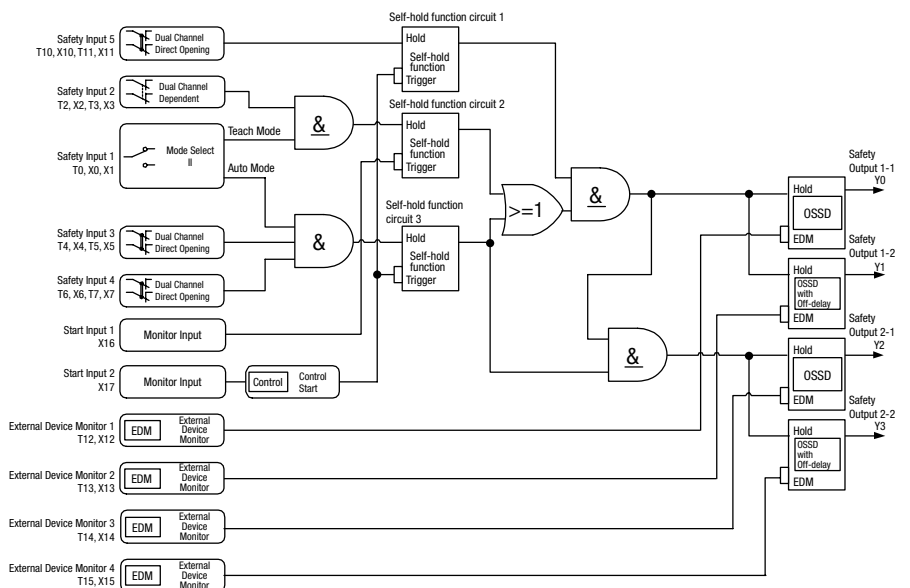 Self-hold function circuit 1
Safety Input 5
T10, X10, T11, X11
Dual Channel
Direct Opening
Hold
Self-hold
function
Trigger
Safety Input 2
T2, X2, T3, X3
Dual Channel
Dependent
&
Self-hold function circuit 2
Hold
Self-hold
function
Trigger
Safety Input 1
T0, X0, X1
Mode Select
II
Teach Mode
Auto Mode
>=1
&
Self-hold function
circuit 3
Hold
Self-hold
function
Trigger
Safety Input 3
T4, X4, T5, X5
Dual Channel
Direct Opening
&
Safety Input 4
T6, X6, T7, X7
Dual Channel
Direct Opening
Start Input 1
X16
Monitor Input
Start Input 2
X17
Monitor Input
Control
Control
Start
&
Safety
Output 1-1
Y0
Hold
OSSD
EDM
Safety
Output 1-2
Y1
Hold
OSSD
with
Off-delay
EDM
Safety
Output 2-1
Y2
Hold
OSSD
EDM
Safety
Output 2-2
Y3
Hold
OSSD
with
Off-delay
EDM
External Device Monitor 1
T12, X12
EDM
External
Device
Monitor
External Device Monitor 2
T13, X13
EDM
External
Device
Monitor
External Device Monitor 3
T14, X14
EDM
External
Device
Monitor
External Device Monitor 4
T15, X15
EDM
External
Device
Monitor